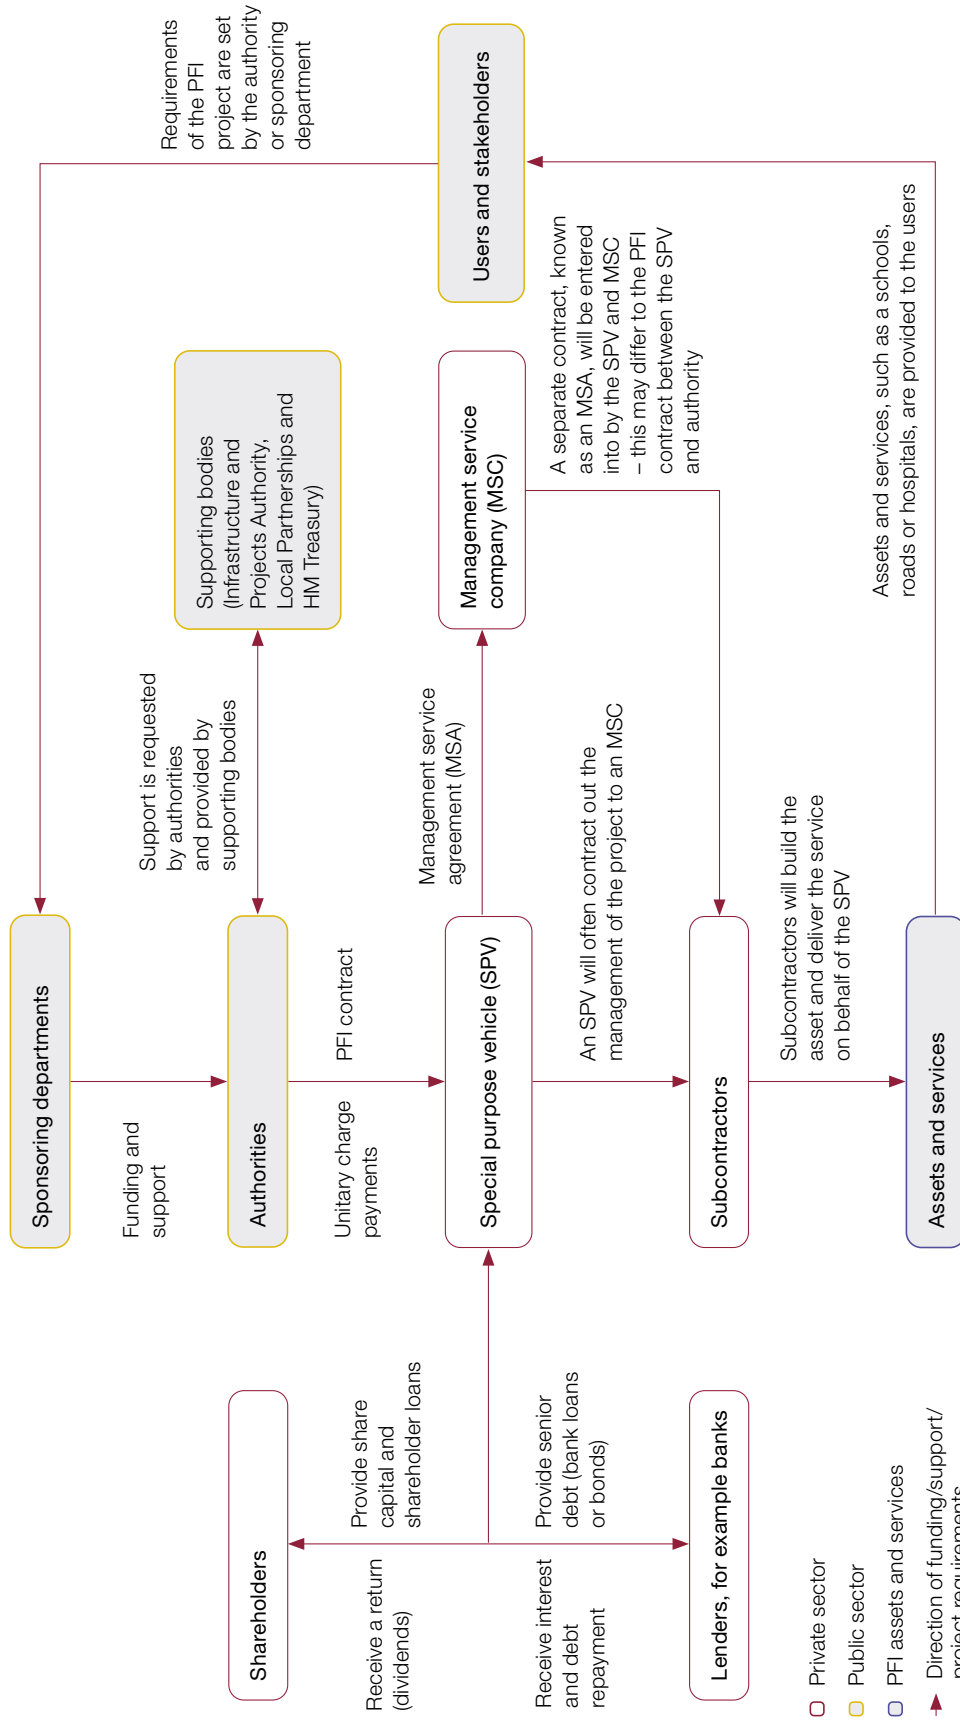 Sponsoring departments
Requirements
of the PFI
project are set
by the authority
or sponsoring
department
Funding and
support
Support is requested
by authorities
and provided by
supporting bodies
Shareholders
Authorities
Supporting bodies
(Infrastructure and
Projects Authority,
Local Partnerships and
HM Treasury)
Receive a return
(dividends)
Provide share
capital and
shareholder loans
Unitary charge
payments
PFI contract
Management service
agreement (MSA)
Special purpose vehicle (SPV)
Management service
company (MSC)
Users and stakeholders
Receive interest
and debt
repayment
Provide senior
debt (bank loans
or bonds)
An SPV will often contract out the
management of the project to an MSC
A separate contract, known
as an MSA, will be entered
into by the SPV and MSC
– this may differ to the PFI
contract between the SPV
and authority
Lenders, for example banks
Subcontractors
Subcontractors will build the
asset and deliver the service
on behalf of the SPV
Assets and services, such as a schools,
roads or hospitals, are provided to the users
Assets and services
Private sector
Public sector
PFI assets and services
Direction of funding/support/
project requirements